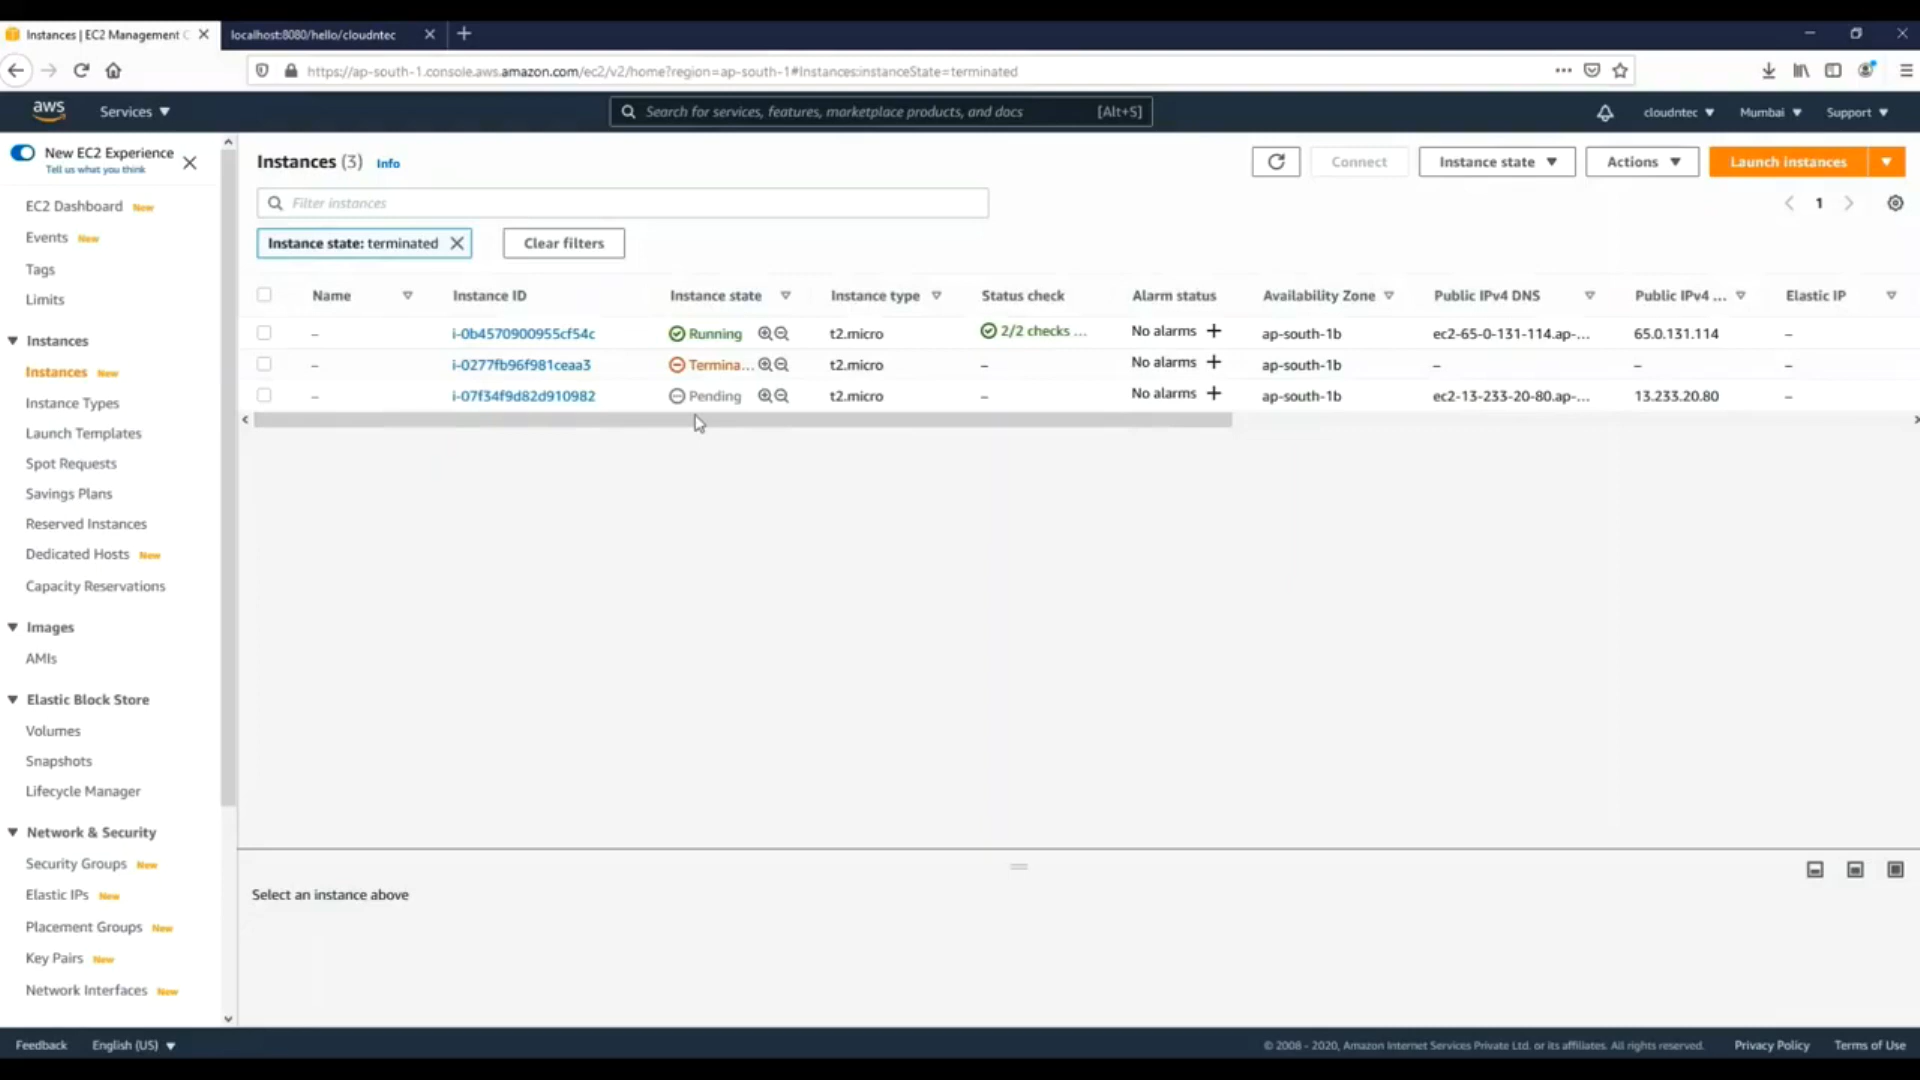 Instances | EC2 Management C
localhost:8080/hello/cloudntec
https://ap-south-1.console.aws.amazon.com/ec2/v2/home?region=ap-south-1#Instances:instanceState=terminated
aws Services Search for services, features, marketplace products, and docs [Alt+S] cloudntec Mumbai Support
New EC2 Experience
Tell us what you think
EC2 Dashboard New
Events New
Tags
Limits
Instances
Instances New
Instance Types
Launch Templates
Spot Requests
Savings Plans
Reserved Instances
Dedicated Hosts New
Capacity Reservations
Images
AMIs
Elastic Block Store
Volumes
Snapshots
Lifecycle Manager
Network & Security
Security Groups New
Elastic IPs New
Placement Groups New
Key Pairs New
Network Interfaces New
Instances (3) Info Connect Instance state Actions Launch instances
Filter instances 1
Instance state: terminated Clear filters
Name Instance ID Instance state Instance type Status check Alarm status Availability Zone Public IPv4 DNS Public IPv4 ... Elastic IP
– i-0b4570900955cf54c Running t2.micro 2/2 checks ... No alarms + ap-south-1b ec2-65-0-131-114.ap-... 65.0.131.114 –
– i-0277fb96f981ceaa3 Termina... t2.micro – No alarms + ap-south-1b – – –
– i-07f34f9d82d910982 Pending t2.micro – No alarms + ap-south-1b ec2-13-233-20-80.ap-... 13.233.20.80 –
Select an instance above
Feedback English (US) © 2008 - 2020, Amazon Internet Services Private Ltd. or its affiliates. All rights reserved. Privacy Policy Terms of Use